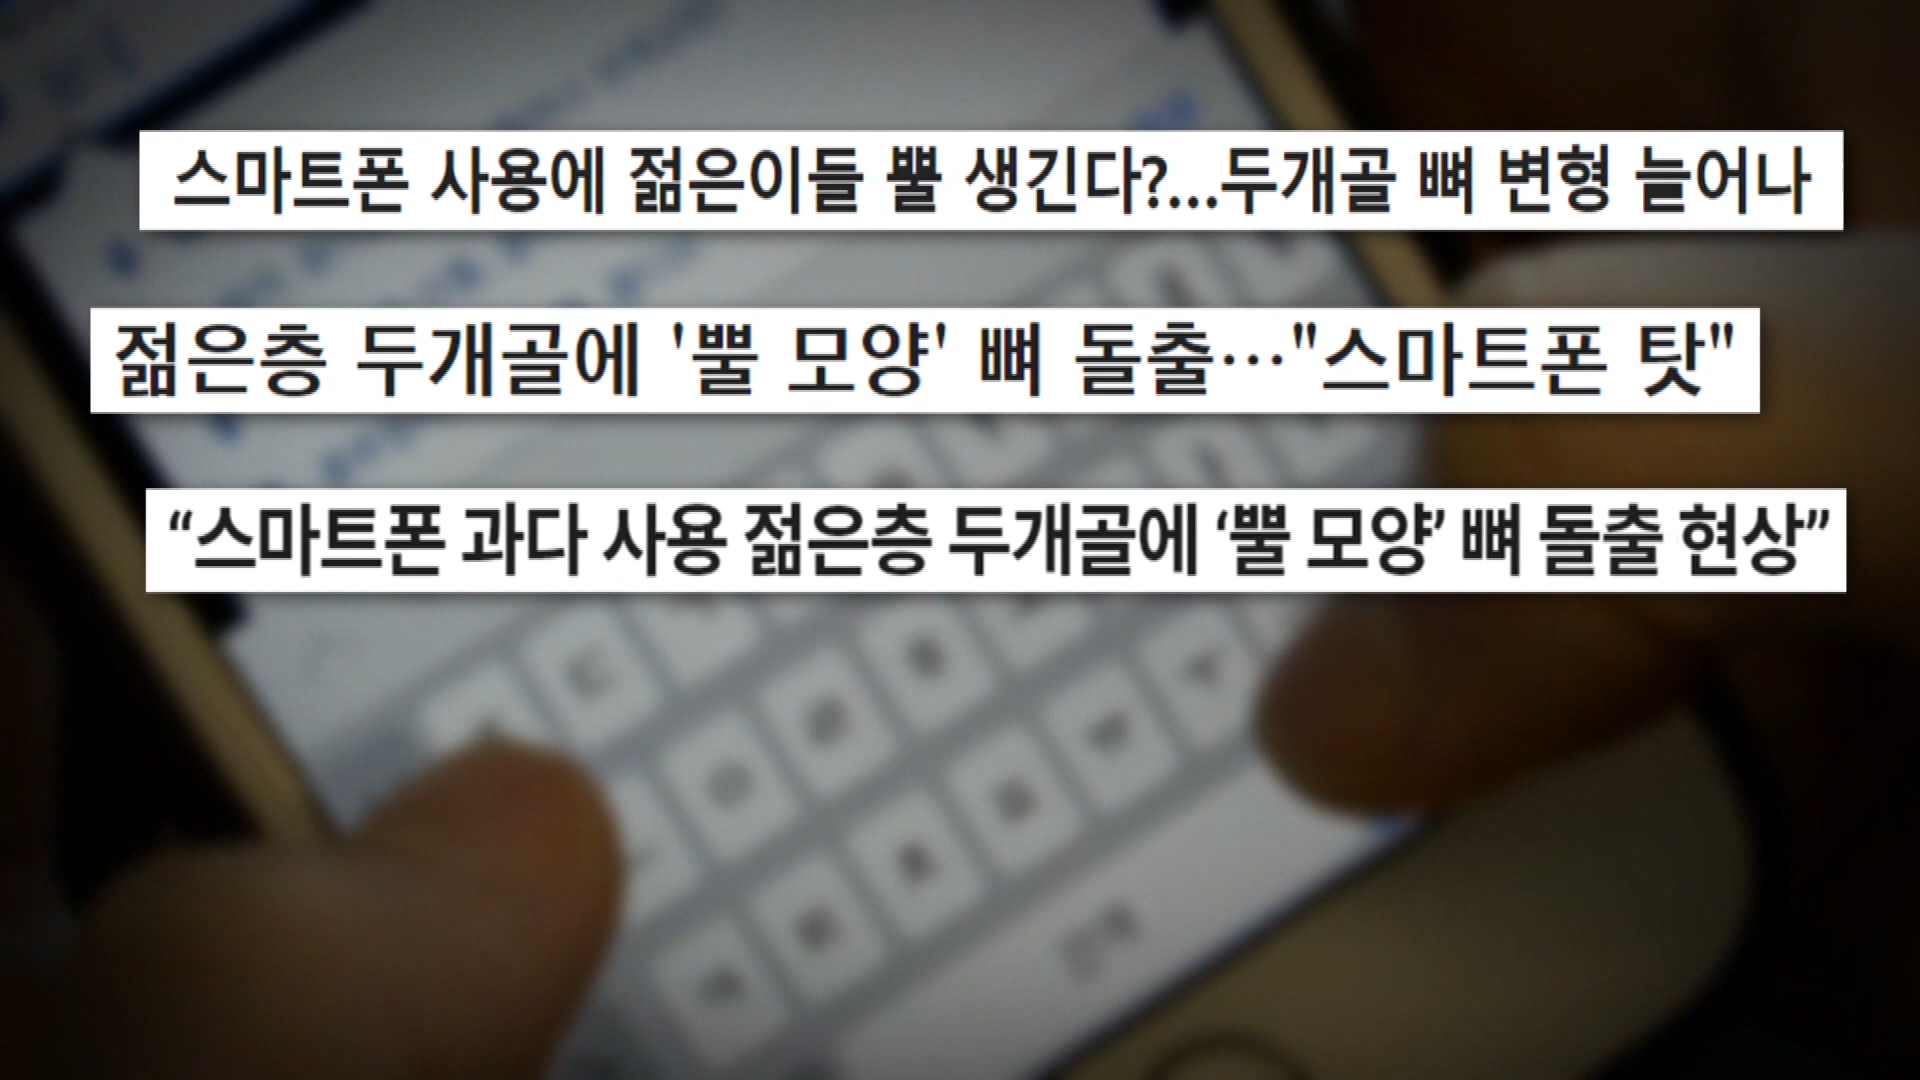 스마트폰 사용에 젊은이들 뿔 생긴다?...두개골 뼈 변형 늘어나
젊은층 두개골에 '뿔 모양' 뼈 돌출…"스마트폰 탓"
“스마트폰 과다 사용 젊은층 두개골에 ‘뿔 모양’ 뼈 돌출 현상”